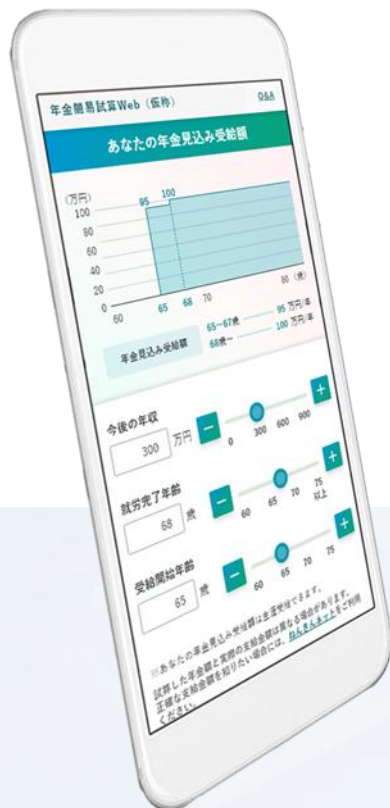 年金簡易試算Web（仮称）
Q&A
あなたの年金見込み受給額
（万円）
100
80
60
40
20
0
95
100
60
65
68
70
80（歳）
年金見込み受給額
65～67歳 95 万円/年
68歳～ 100 万円/年
今後の年収
300 万円
－
＋
0 300 600 900
就労完了年齢
68 歳
－
＋
60 65 70 75
以上
受給開始年齢
65 歳
－
＋
60 65 70 75
※あなたの年金見込み受給額は生涯受給できます。
試算した年金額と実際の支給金額は異なる場合があります。
正確な支給金額を知りたい場合には、ねんきんネットをご利用
ください。